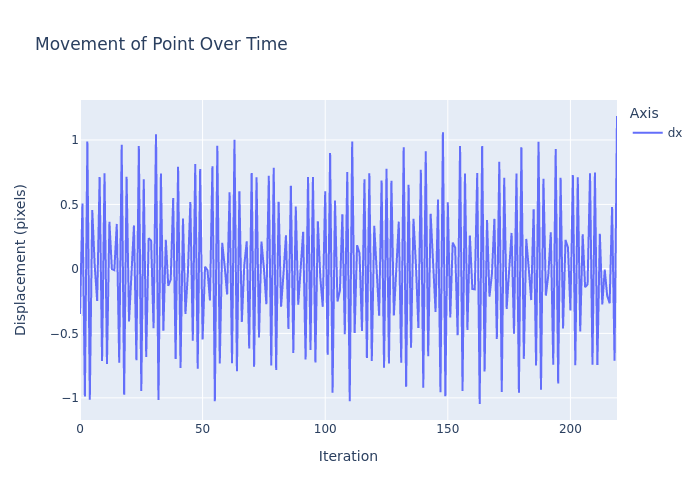 Movement of Point Over Time
Axis
dx
Displacement (pixels)
1
0.5
0
−0.5
−1
0
50
100
150
200
Iteration